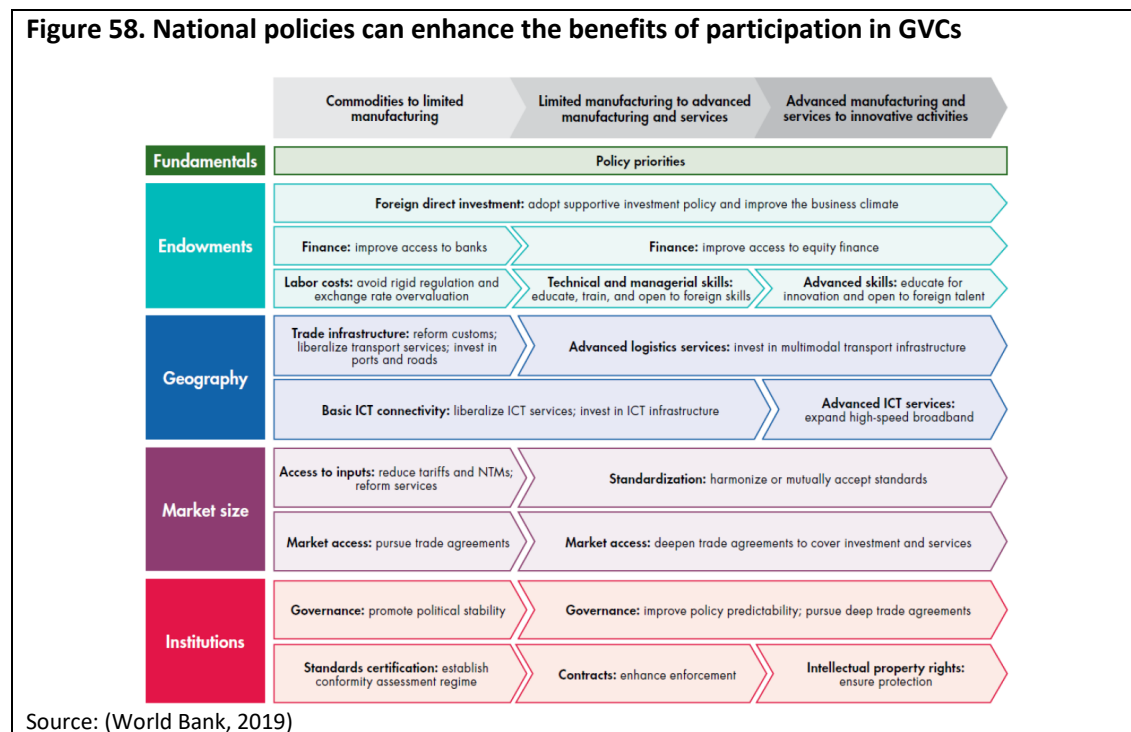 Figure 58. National policies can enhance the benefits of participation in GVCs
Commodities to limited
manufacturing
Limited manufacturing to advanced
manufacturing and services
Advanced manufacturing and
services to innovative activities
Fundamentals
Policy priorities
Endowments
Foreign direct investment: adopt supportive investment policy and improve the business climate
Finance: improve access to banks
Finance: improve access to equity finance
Labor costs: avoid rigid regulation and
exchange rate overvaluation
Technical and managerial skills:
educate, train, and open to foreign skills
Advanced skills: educate for
innovation and open to foreign talent
Geography
Trade infrastructure: reform customs;
liberalize transport services; invest in
ports and roads
Advanced logistics services: invest in multimodal transport infrastructure
Basic ICT connectivity: liberalize ICT services; invest in ICT infrastructure
Advanced ICT services:
expand high-speed broadband
Market size
Access to inputs: reduce tariffs and NTMs;
reform services
Standardization: harmonize or mutually accept standards
Market access: pursue trade agreements
Market access: deepen trade agreements to cover investment and services
Institutions
Governance: promote political stability
Governance: improve policy predictability; pursue deep trade agreements
Standards certification: establish
conformity assessment regime
Contracts: enhance enforcement
Intellectual property rights:
ensure protection
Source: (World Bank, 2019)